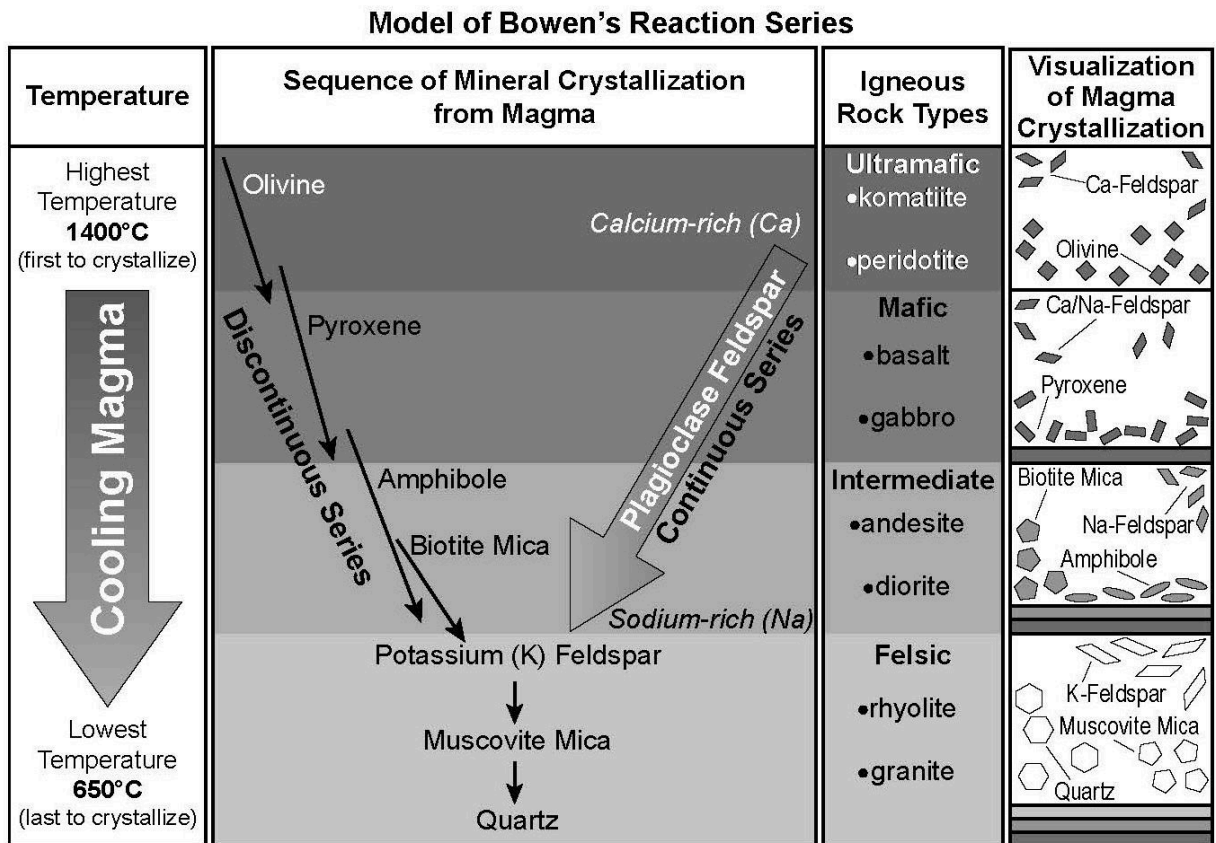 Model of Bowen's Reaction Series
Temperature
Highest
Temperature
1400°C
(first to crystallize)
Cooling Magma
Lowest
Temperature
650°C
(last to crystallize)
Sequence of Mineral Crystallization
from Magma
Olivine
Calcium-rich (Ca)
Pyroxene
Discontinuous Series
Plagioclase Feldspar
Continuous Series
Amphibole
Biotite Mica
Sodium-rich (Na)
Potassium (K) Feldspar
Muscovite Mica
Quartz
Igneous
Rock Types
Ultramafic
•komatiite
•peridotite
Mafic
•basalt
•gabbro
Intermediate
•andesite
•diorite
Felsic
•rhyolite
•granite
Visualization
of Magma
Crystallization
Ca-Feldspar
Olivine
Ca/Na-Feldspar
Pyroxene
Biotite Mica
Na-Feldspar
Amphibole
K-Feldspar
Muscovite Mica
Quartz